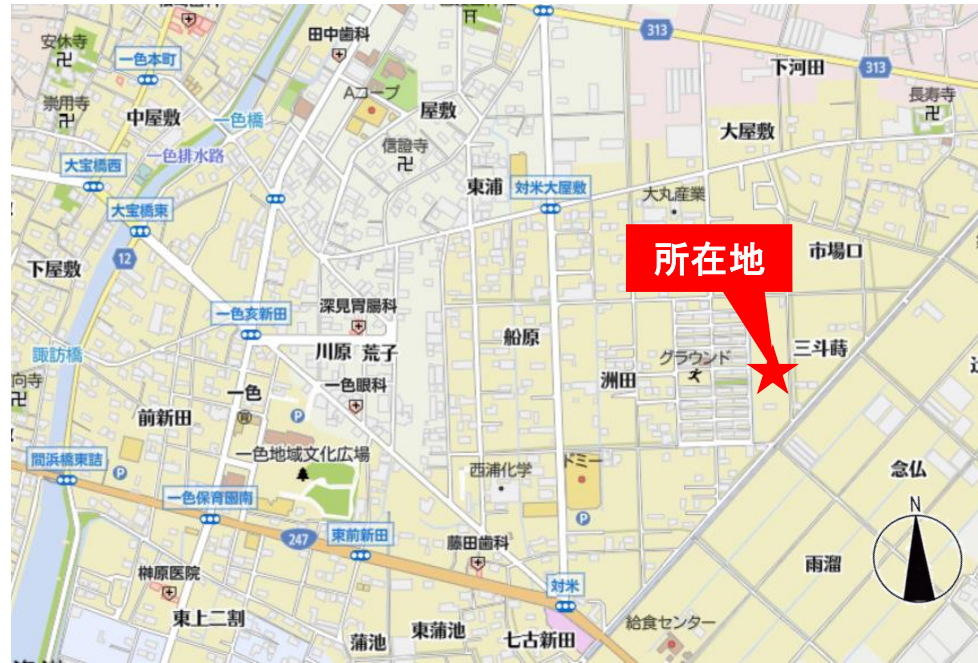 313
安休寺
田中歯科
一色本町
下河田
313
Aコープ
長寿寺
崇用寺
中屋敷
一色橋
屋敷
大屋敷
信證寺
一色排水路
大宝橋西
東浦
対米大屋敷
大丸産業
大宝橋東
所在地
市場口
12
下屋敷
深見胃腸科
一色亥新田
船原
三斗蒔
川原
荒子
グラウンド
諏訪橋
向寺
洲田
一色眼科
一色
P
前新田
一色地域文化広場
間浜橋東詰
P
西浦化学
ドミー
念仏
一色保育園南
N
247
東前新田
P
藤田歯科
雨溜
榊原医院
対米
東上二割
給食センター
蒲池
東蒲池
七古新田